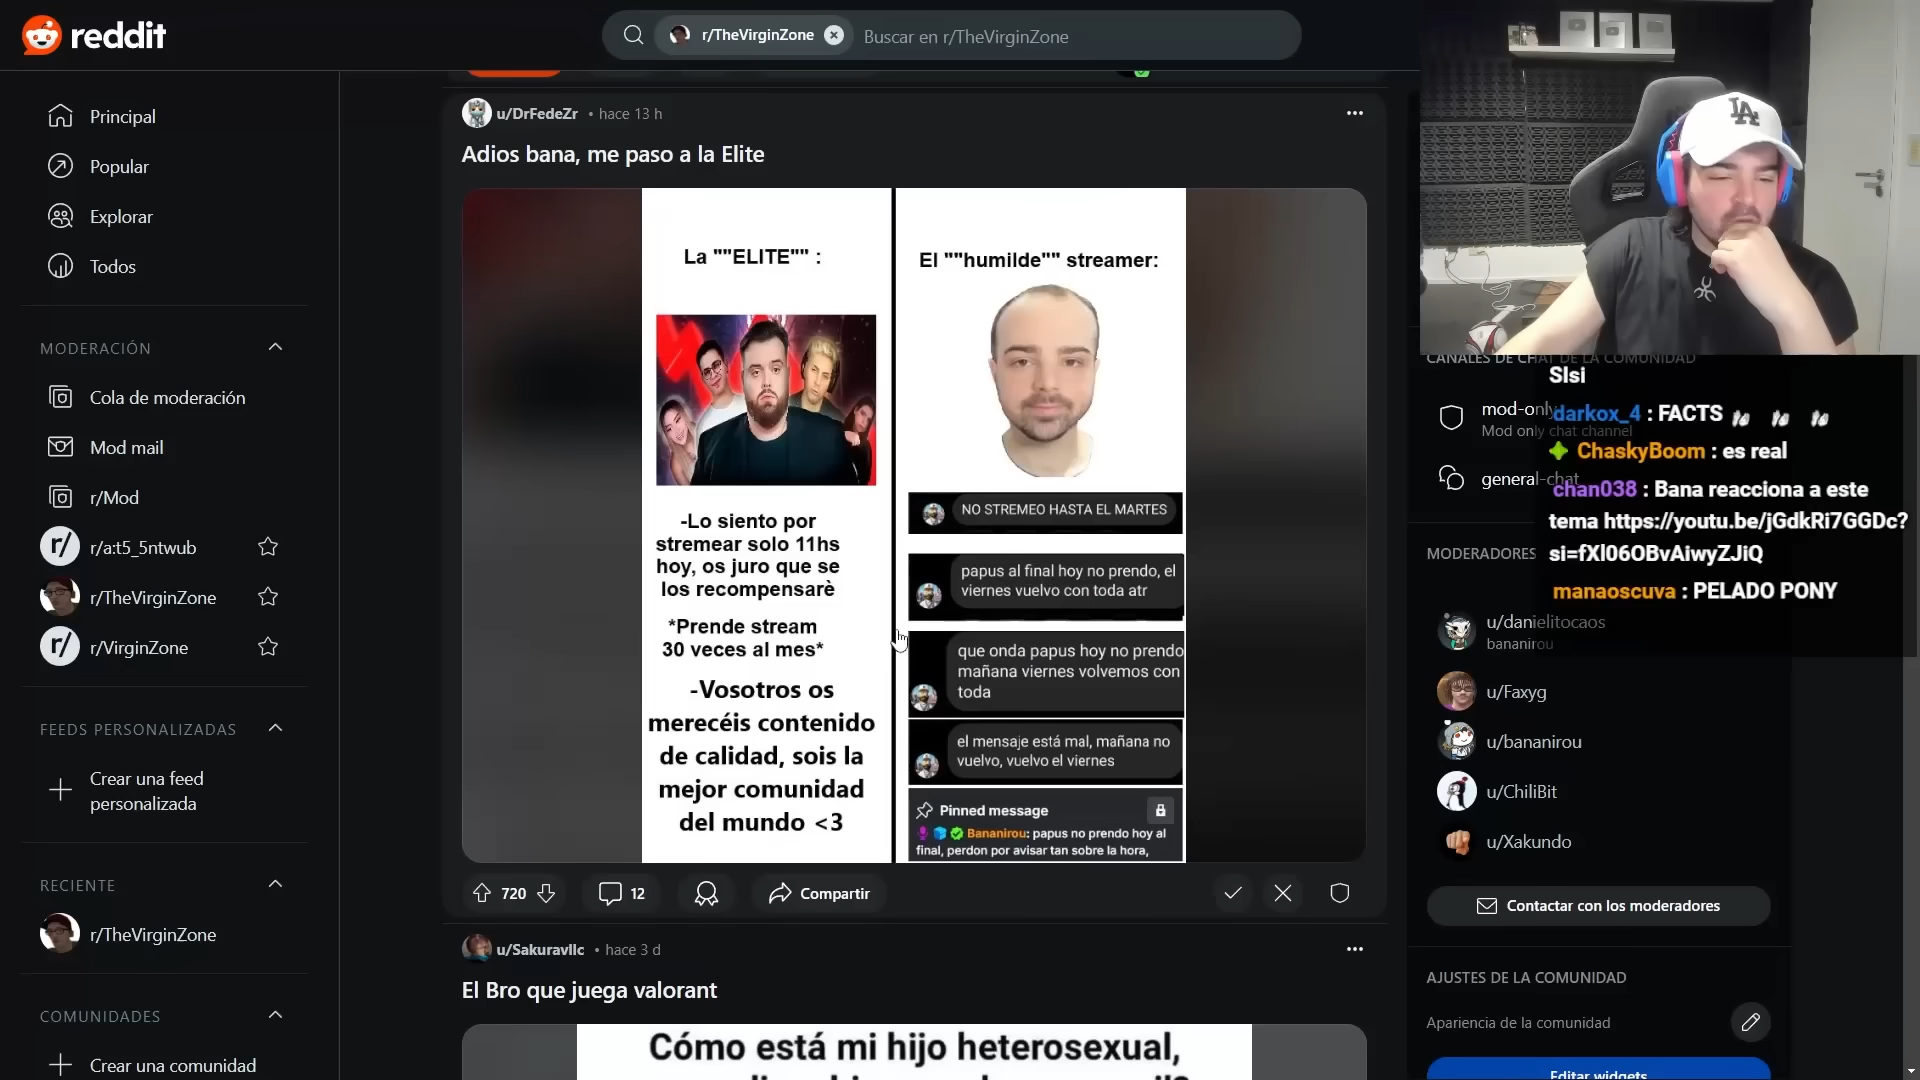 reddit
r/TheVirginZone
Buscar en r/TheVirginZone
Principal
Popular
Explorar
Todos
MODERACIÓN
Cola de moderación
Mod mail
r/Mod
r/a:t5_5ntwub
r/TheVirginZone
r/VirginZone
FEEDS PERSONALIZADAS
Crear una feed
personalizada
RECIENTE
r/TheVirginZone
COMUNIDADES
Crear una comunidad
u/DrFedeZr • hace 13 h
Adios bana, me paso a la Elite
La ""ELITE"" :
-Lo siento por
stremear solo 11hs
hoy, os juro que se
los recompensarè
*Prende stream
30 veces al mes*
-Vosotros os
merecéis contenido
de calidad, sois la
mejor comunidad
del mundo <3
El ""humilde"" streamer:
NO STREMEO HASTA EL MARTES
papus al final hoy no prendo, el
viernes vuelvo con toda atr
que onda papus hoy no prendo
mañana viernes volvemos con
toda
el mensaje está mal, mañana no
vuelvo, vuelvo el viernes
Pinned message
Bananirou: papus no prendo hoy al
final, perdon por avisar tan sobre la hora,
720
12
Compartir
u/Sakuravllc • hace 3 d
El Bro que juega valorant
Cómo está mi hijo heterosexual,
LA
CANALES DE CHAT DE LA COMUNIDAD
mod-only
Mod only chat channel
general-chat
SIsi
darkox_4 : FACTS
ChaskyBoom : es real
chan038 : Bana reacciona a este
tema https://youtu.be/jGdkRi7GGDc?
si=fXl06OBvAiwyZJiQ
manaoscuva : PELADO PONY
MODERADORES
u/danielitocaos
bananirou
u/Faxyg
u/bananirou
u/ChiliBit
u/Xakundo
Contactar con los moderadores
AJUSTES DE LA COMUNIDAD
Apariencia de la comunidad
Editar widgets